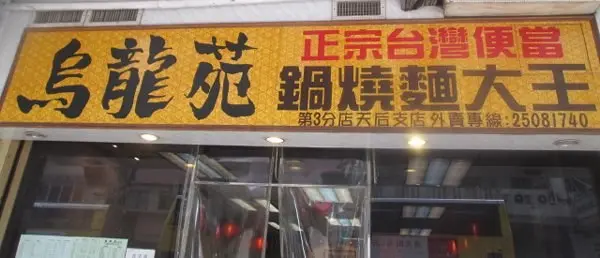 烏龍苑
正宗台灣便當
鍋燒麵大王
第3分店天后支店 外賣專線:25081740